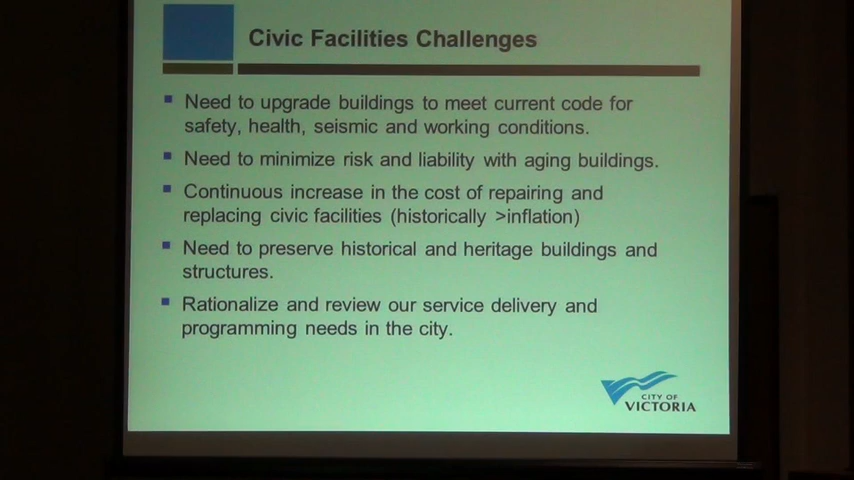 Civic Facilities Challenges
Need to upgrade buildings to meet current code for
safety, health, seismic and working conditions.
Need to minimize risk and liability with aging buildings.
Continuous increase in the cost of repairing and
replacing civic facilities (historically >inflation)
Need to preserve historical and heritage buildings and
structures.
Rationalize and review our service delivery and
programming needs in the city.
CITY OF
VICTORIA